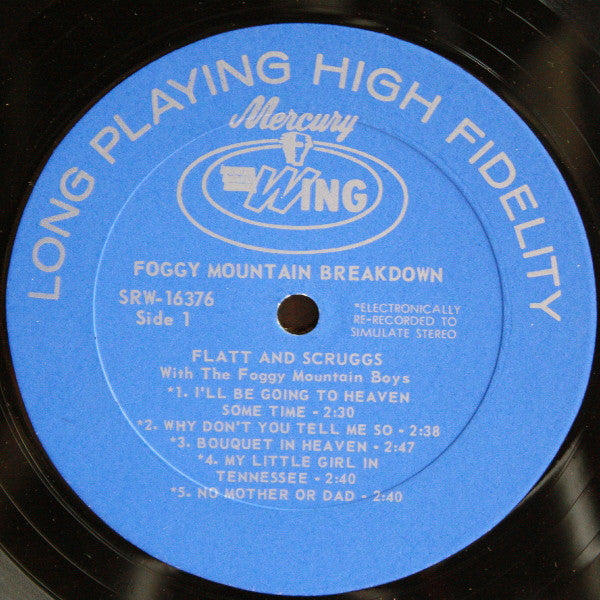 LONG PLAYING HIGH FIDELITY
Mercury
WING
FOGGY MOUNTAIN BREAKDOWN
SRW-16376
Side 1
*ELECTRONICALLY
RE-RECORDED TO
SIMULATE STEREO
FLATT AND SCRUGGS
With The Foggy Mountain Boys
*1. I'LL BE GOING TO HEAVEN
SOME TIME - 2:30
*2. WHY DON'T YOU TELL ME SO - 2:38
*3. BOUQUET IN HEAVEN - 2:47
*4. MY LITTLE GIRL IN
TENNESSEE - 2:40
*5. NO MOTHER OR DAD - 2:40